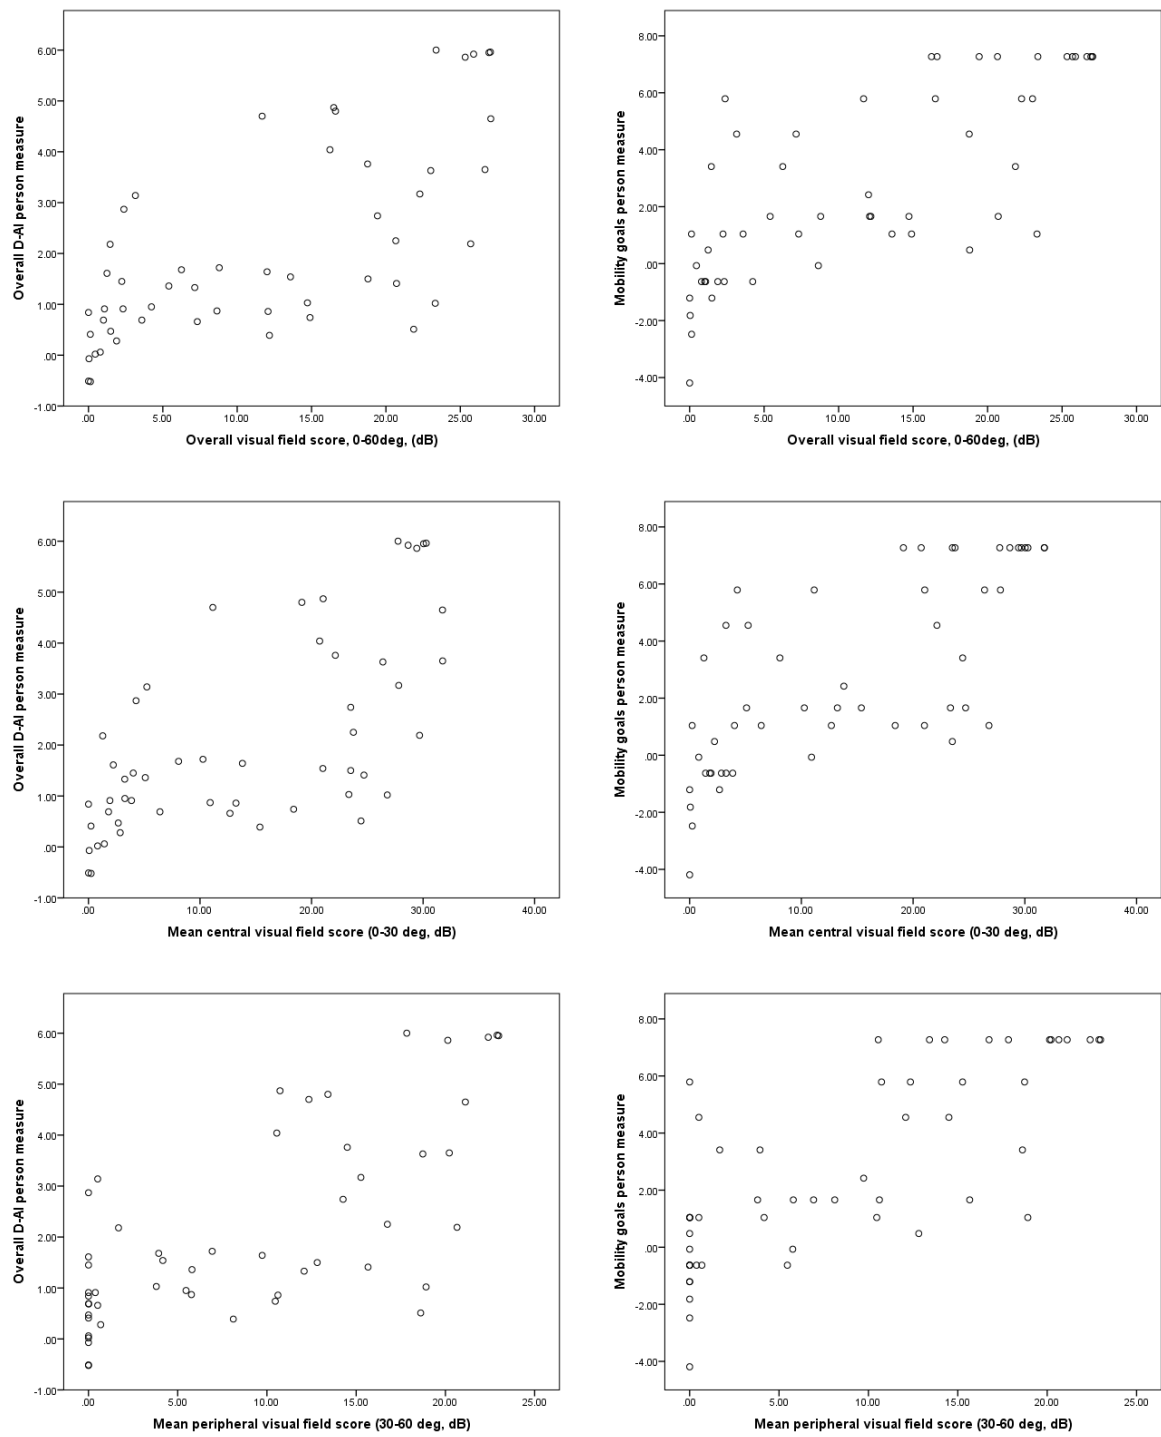 6.00
5.00
4.00
3.00
2.00
1.00
.00
-1.00
Overall D-AI person measure
.00 5.00 10.00 15.00 20.00 25.00 30.00
Overall visual field score, 0-60deg, (dB)
8.00
6.00
4.00
2.00
.00
-2.00
-4.00
Mobility goals person measure
.00 5.00 10.00 15.00 20.00 25.00 30.00
Overall visual field score, 0-60deg, (dB)
6.00
5.00
4.00
3.00
2.00
1.00
.00
-1.00
Overall D-AI person measure
.00 10.00 20.00 30.00 40.00
Mean central visual field score (0-30 deg, dB)
8.00
6.00
4.00
2.00
.00
-2.00
-4.00
Mobility goals person measure
.00 10.00 20.00 30.00 40.00
Mean central visual field score (0-30 deg, dB)
6.00
5.00
4.00
3.00
2.00
1.00
.00
-1.00
Overall D-AI person measure
.00 5.00 10.00 15.00 20.00 25.00
Mean peripheral visual field score (30-60 deg, dB)
8.00
6.00
4.00
2.00
.00
-2.00
-4.00
Mobility goals person measure
.00 5.00 10.00 15.00 20.00 25.00
Mean peripheral visual field score (30-60 deg, dB)